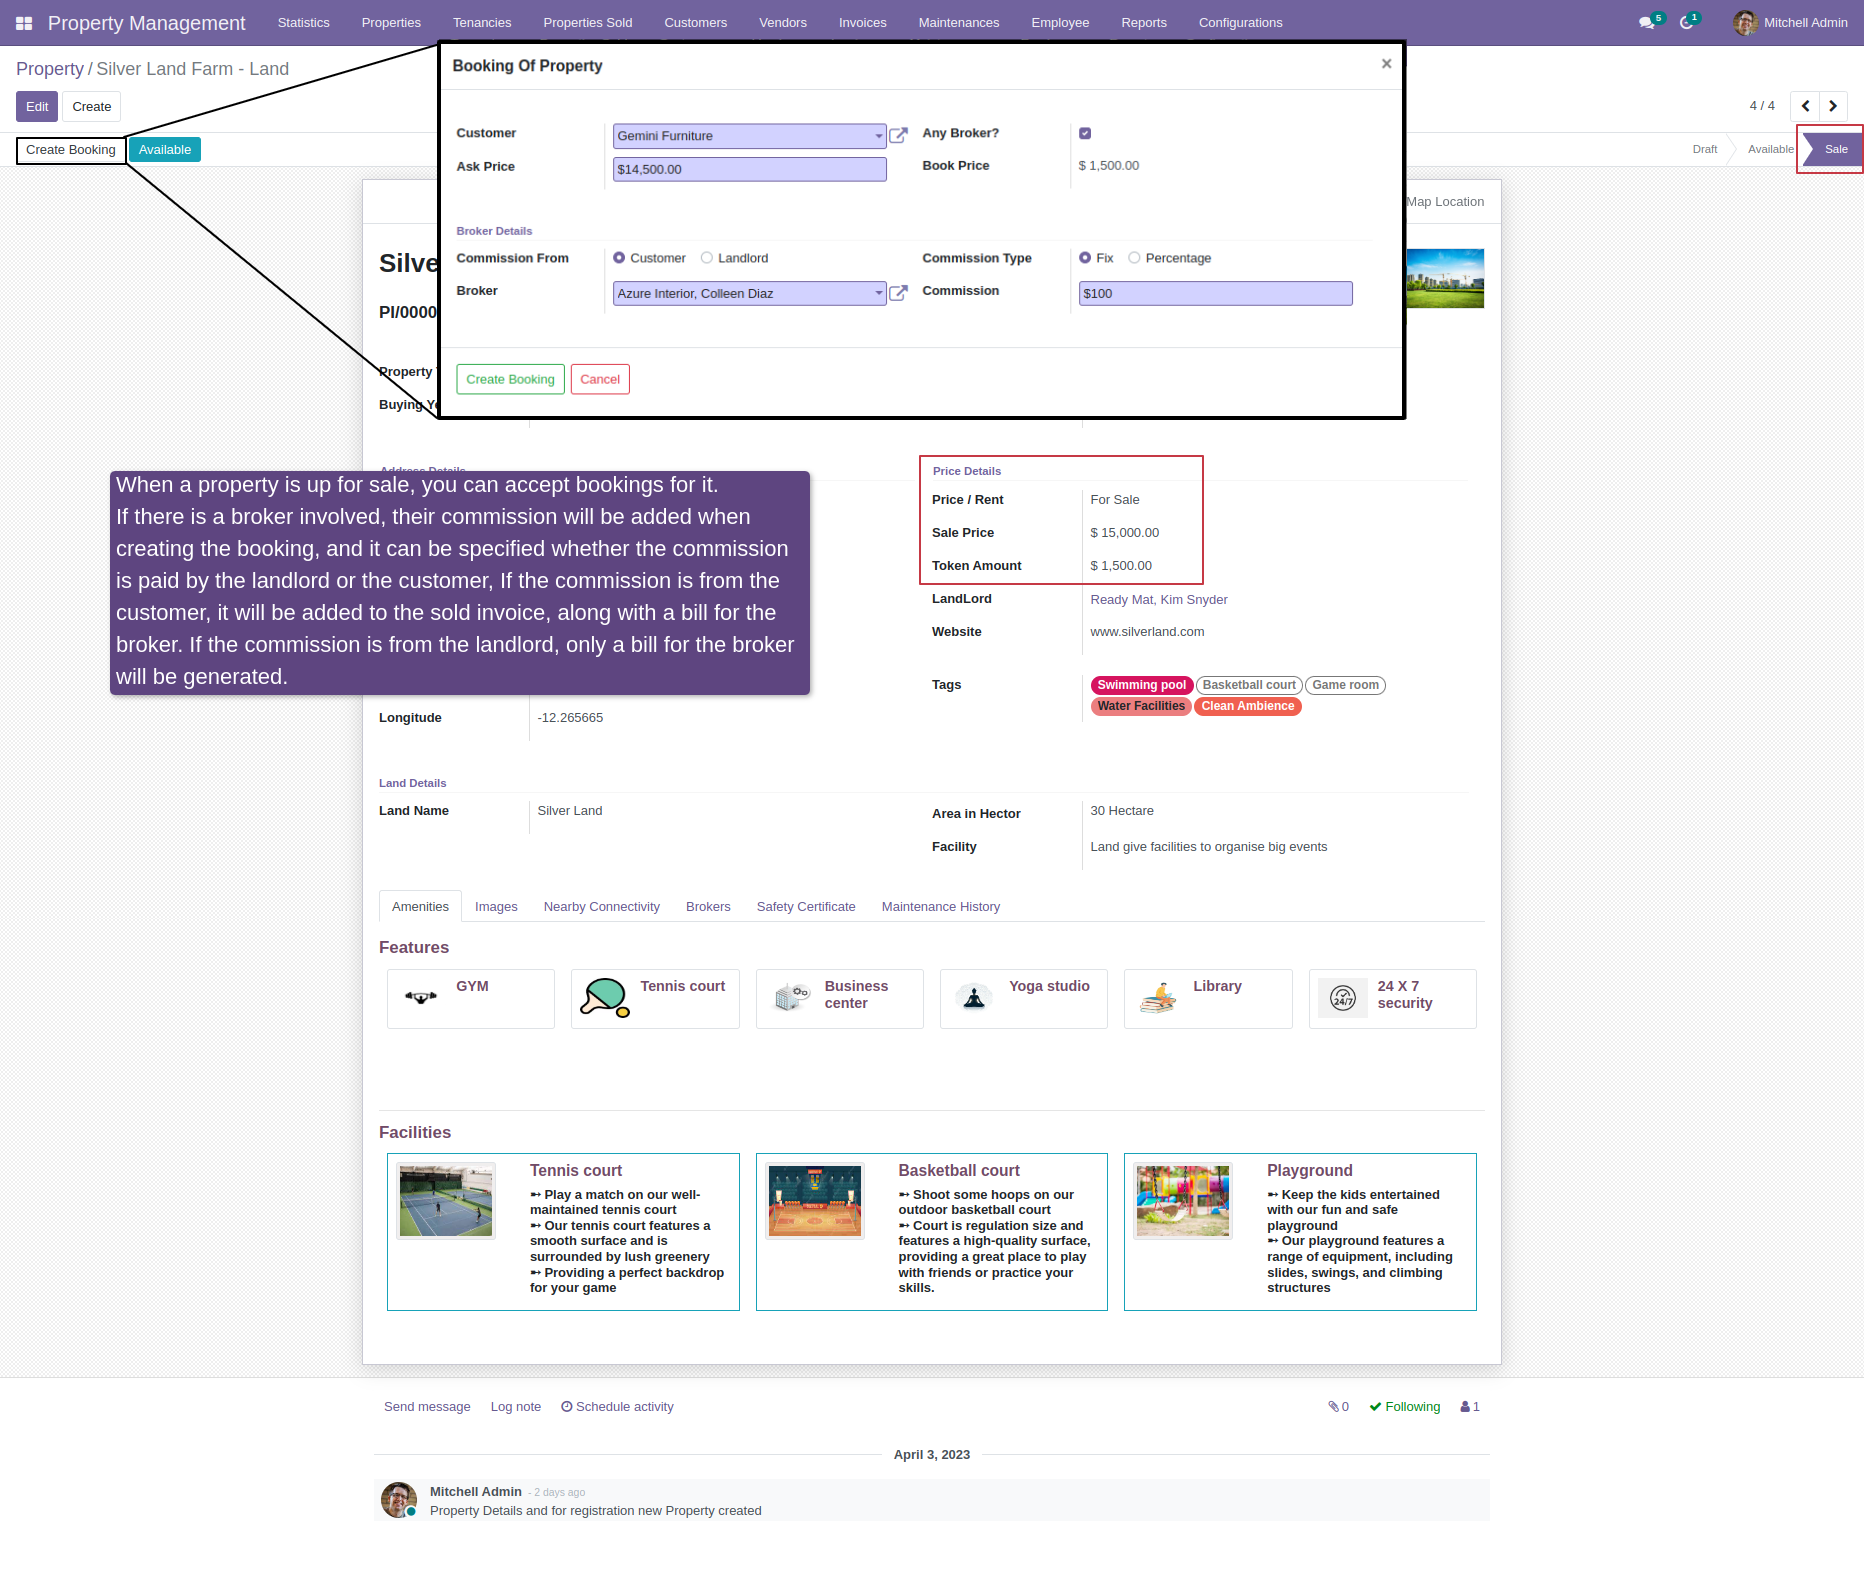 Property Management
Statistics
Properties
Tenancies
Properties Sold
Customers
Vendors
Invoices
Maintenances
Employee
Reports
Configurations
5
1
Mitchell Admin
Property / Silver Land Farm - Land
Edit
Create
4 / 4
Create Booking
Available
Draft
Available
Sale
Booking Of Property
×
Customer
Gemini Furniture
Any Broker?
Ask Price
$14,500.00
Book Price
$ 1,500.00
Broker Details
Commission From
Customer
Landlord
Commission Type
Fix
Percentage
Broker
Azure Interior, Colleen Diaz
Commission
$100
Create Booking
Cancel
Map Location
Silve
PI/0000
Property
Buying
Address Details
When a property is up for sale, you can accept bookings for it.
If there is a broker involved, their commission will be added when
creating the booking, and it can be specified whether the commission
is paid by the landlord or the customer, If the commission is from the
customer, it will be added to the sold invoice, along with a bill for the
broker. If the commission is from the landlord, only a bill for the broker
will be generated.
Price Details
Price / Rent
For Sale
Sale Price
$ 15,000.00
Token Amount
$ 1,500.00
LandLord
Ready Mat, Kim Snyder
Website
www.silverland.com
Tags
Swimming pool
Basketball court
Game room
Water Facilities
Clean Ambience
Longitude
-12.265665
Land Details
Land Name
Silver Land
Area in Hector
30 Hectare
Facility
Land give facilities to organise big events
Amenities
Images
Nearby Connectivity
Brokers
Safety Certificate
Maintenance History
Features
GYM
Tennis court
Business
center
Yoga studio
Library
24/7
24 X 7
security
Facilities
Tennis court
➵ Play a match on our well-
maintained tennis court
➵ Our tennis court features a
smooth surface and is
surrounded by lush greenery
➵ Providing a perfect backdrop
for your game
Basketball court
➵ Shoot some hoops on our
outdoor basketball court
➵ Court is regulation size and
features a high-quality surface,
providing a great place to play
with friends or practice your
skills.
Playground
➵ Keep the kids entertained
with our fun and safe
playground
➵ Our playground features a
range of equipment, including
slides, swings, and climbing
structures
Send message
Log note
Schedule activity
0
Following
1
April 3, 2023
Mitchell Admin - 2 days ago
Property Details and for registration new Property created